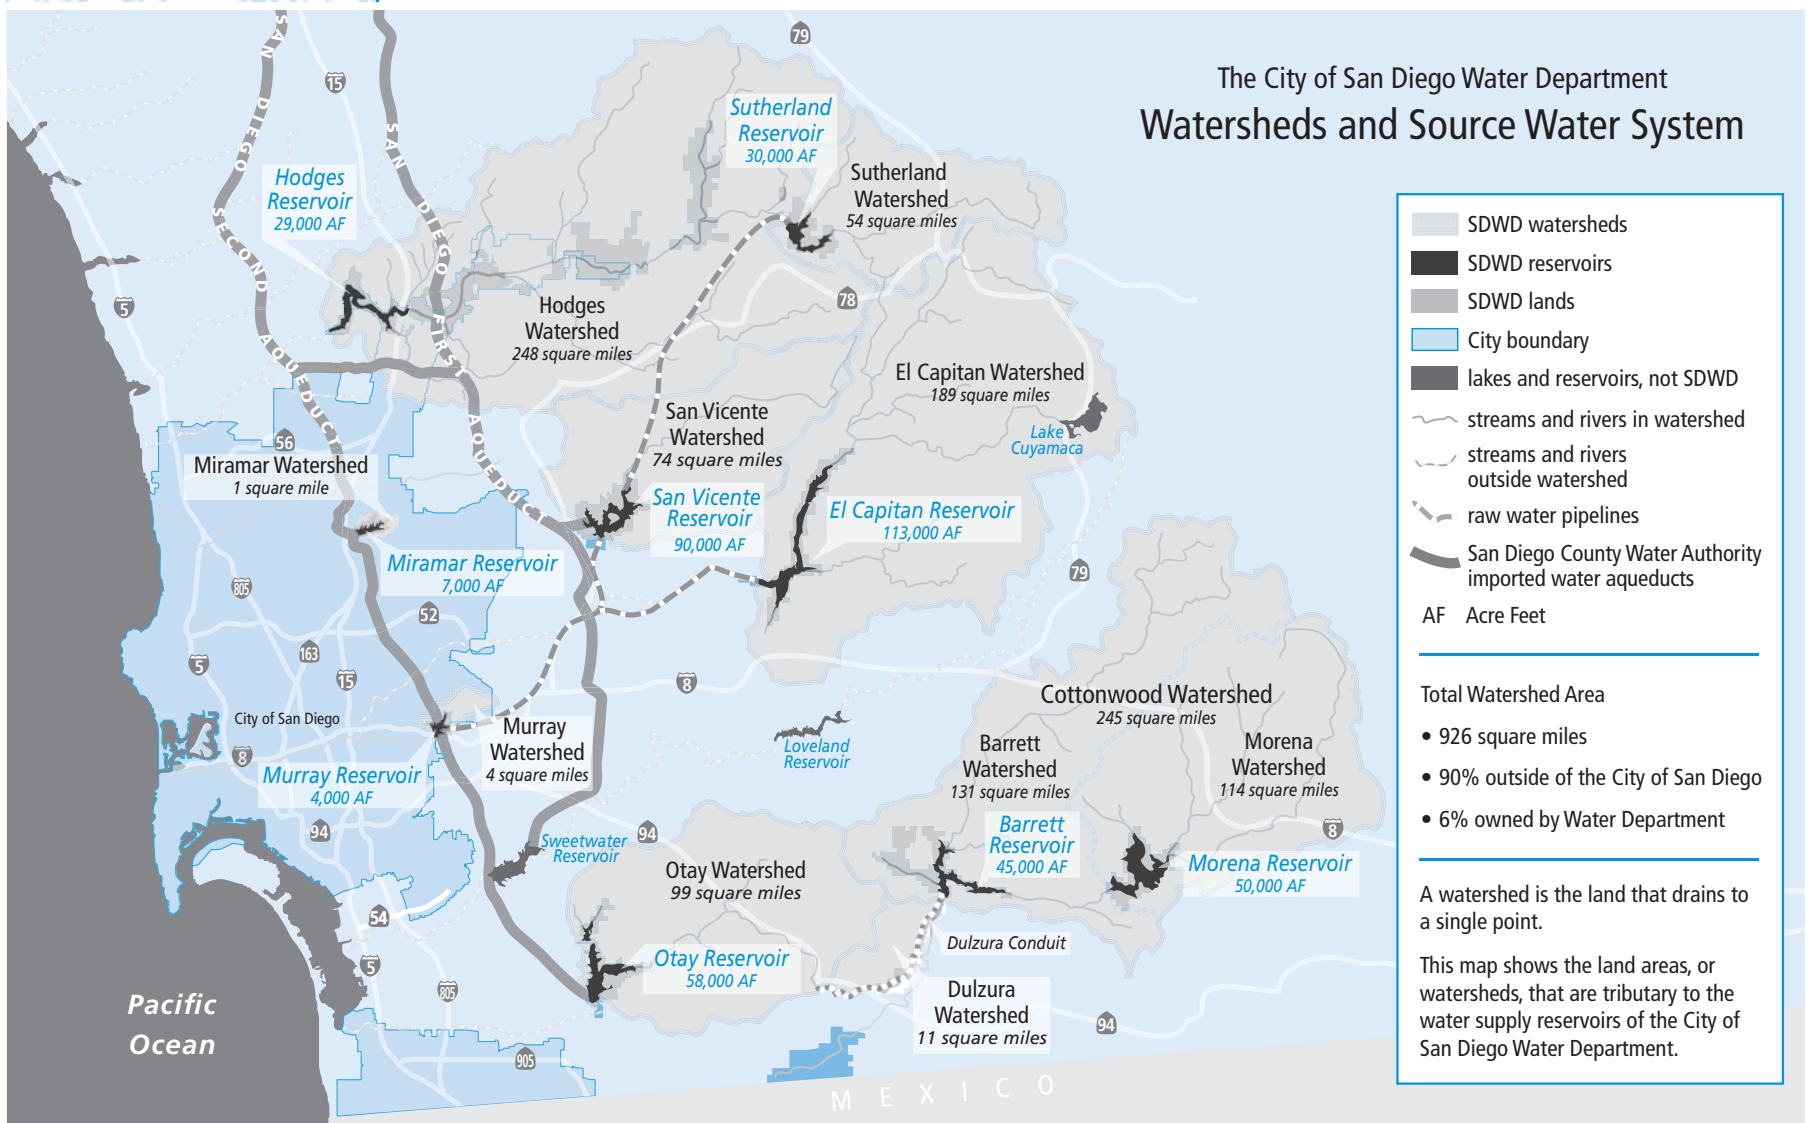 The City of San Diego Water Department
Watersheds and Source Water System
SAN DIEGO SECOND AQUEDUCT
SAN DIEGO FIRST AQUEDUCT
15
79
Sutherland
Reservoir
30,000 AF
Sutherland
Watershed
54 square miles
Hodges
Reservoir
29,000 AF
5
78
Hodges
Watershed
248 square miles
El Capitan Watershed
189 square miles
Lake
Cuyamaca
San Vicente
Watershed
74 square miles
56
Miramar Watershed
1 square mile
San Vicente
Reservoir
90,000 AF
El Capitan Reservoir
113,000 AF
Miramar Reservoir
7,000 AF
79
805
52
163
5
15
8
City of San Diego
8
Murray
Watershed
4 square miles
Murray Reservoir
4,000 AF
Loveland
Reservoir
Cottonwood Watershed
245 square miles
Barrett
Watershed
131 square miles
Morena
Watershed
114 square miles
94
94
8
Sweetwater
Reservoir
Barrett
Reservoir
45,000 AF
Morena Reservoir
50,000 AF
Otay Watershed
99 square miles
54
Dulzura Conduit
Otay Reservoir
58,000 AF
5
805
Dulzura
Watershed
11 square miles
94
905
Pacific
Ocean
MEXICO
SDWD watersheds
SDWD reservoirs
SDWD lands
City boundary
lakes and reservoirs, not SDWD
streams and rivers in watershed
streams and rivers
outside watershed
raw water pipelines
San Diego County Water Authority
imported water aqueducts
AF Acre Feet
Total Watershed Area
• 926 square miles
• 90% outside of the City of San Diego
• 6% owned by Water Department
A watershed is the land that drains to
a single point.
This map shows the land areas, or
watersheds, that are tributary to the
water supply reservoirs of the City of
San Diego Water Department.